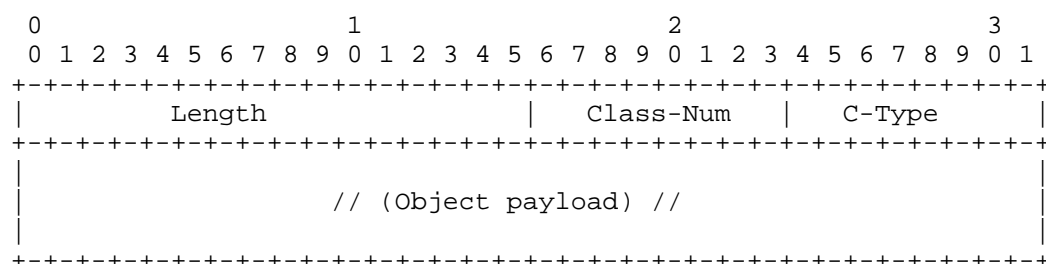 0                   1                   2                   3
 0 1 2 3 4 5 6 7 8 9 0 1 2 3 4 5 6 7 8 9 0 1 2 3 4 5 6 7 8 9 0 1
+-+-+-+-+-+-+-+-+-+-+-+-+-+-+-+-+-+-+-+-+-+-+-+-+-+-+-+-+-+-+-+-+
|         Length                |   Class-Num   |   C-Type      |
+-+-+-+-+-+-+-+-+-+-+-+-+-+-+-+-+-+-+-+-+-+-+-+-+-+-+-+-+-+-+-+-+
|                                                               |
|                   // (Object payload) //                      |
|                                                               |
+-+-+-+-+-+-+-+-+-+-+-+-+-+-+-+-+-+-+-+-+-+-+-+-+-+-+-+-+-+-+-+-+